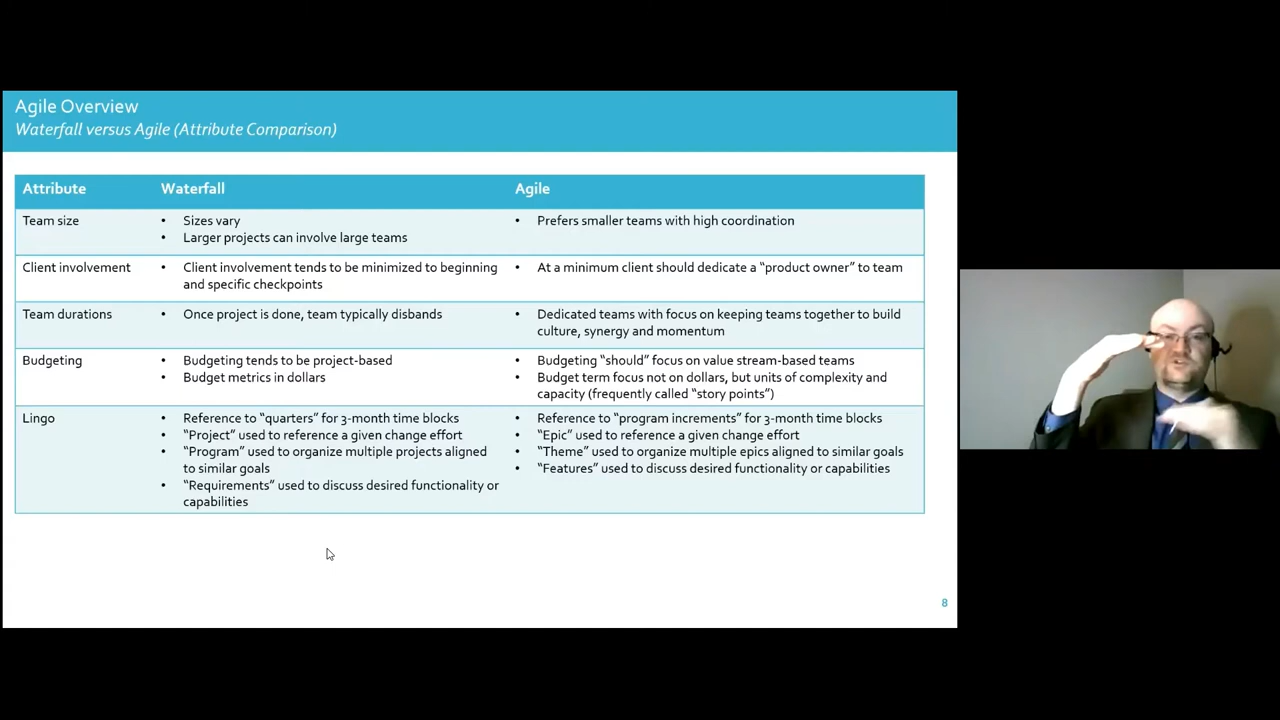 Agile Overview
Waterfall versus Agile (Attribute Comparison)
Attribute
Waterfall
Agile
Team size
• Sizes vary
• Larger projects can involve large teams
• Prefers smaller teams with high coordination
Client involvement
• Client involvement tends to be minimized to beginning
and specific checkpoints
• At a minimum client should dedicate a “product owner” to team
Team durations
• Once project is done, team typically disbands
• Dedicated teams with focus on keeping teams together to build
culture, synergy and momentum
Budgeting
• Budgeting tends to be project-based
• Budget metrics in dollars
• Budgeting “should” focus on value stream-based teams
• Budget term focus not on dollars, but units of complexity and
capacity (frequently called “story points”)
Lingo
• Reference to “quarters” for 3-month time blocks
• “Project” used to reference a given change effort
• “Program” used to organize multiple projects aligned
to similar goals
• “Requirements” used to discuss desired functionality or
capabilities
• Reference to “program increments” for 3-month time blocks
• “Epic” used to reference a given change effort
• “Theme” used to organize multiple epics aligned to similar goals
• “Features” used to discuss desired functionality or capabilities
8